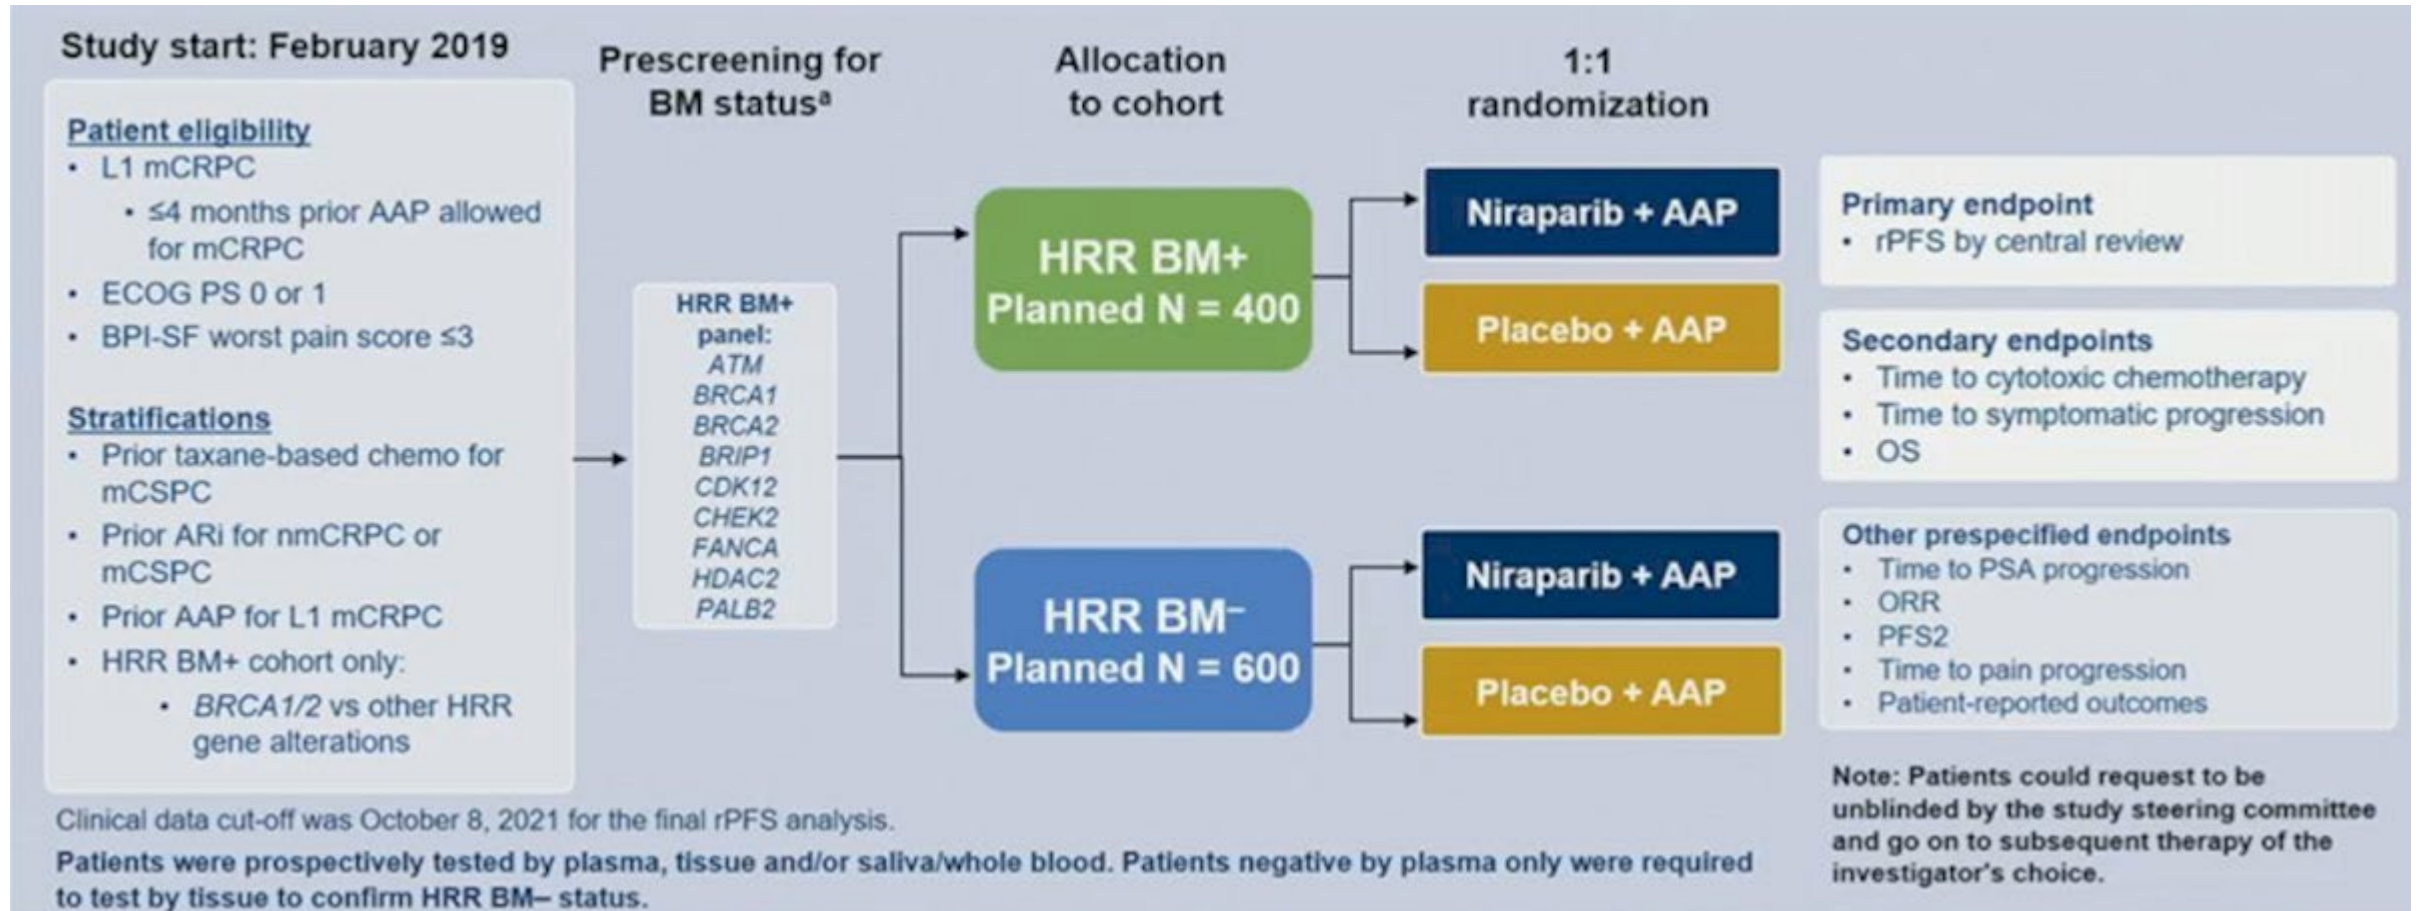 Study start: February 2019
Patient eligibility
• L1 mCRPC
• ≤4 months prior AAP allowed
for mCRPC
• ECOG PS 0 or 1
• BPI-SF worst pain score ≤3
Stratifications
• Prior taxane-based chemo for
mCSPC
• Prior ARi for nmCRPC or
mCSPC
• Prior AAP for L1 mCRPC
• HRR BM+ cohort only:
• BRCA1/2 vs other HRR
gene alterations
Prescreening for
BM statusᵃ
HRR BM+
panel:
ATM
BRCA1
BRCA2
BRIP1
CDK12
CHEK2
FANCA
HDAC2
PALB2
Allocation
to cohort
HRR BM+
Planned N = 400
HRR BM–
Planned N = 600
1:1
randomization
Niraparib + AAP
Placebo + AAP
Niraparib + AAP
Placebo + AAP
Primary endpoint
• rPFS by central review
Secondary endpoints
• Time to cytotoxic chemotherapy
• Time to symptomatic progression
• OS
Other prespecified endpoints
• Time to PSA progression
• ORR
• PFS2
• Time to pain progression
• Patient-reported outcomes
Note: Patients could request to be
unblinded by the study steering committee
and go on to subsequent therapy of the
investigator's choice.
Clinical data cut-off was October 8, 2021 for the final rPFS analysis.
Patients were prospectively tested by plasma, tissue and/or saliva/whole blood. Patients negative by plasma only were required
to test by tissue to confirm HRR BM– status.